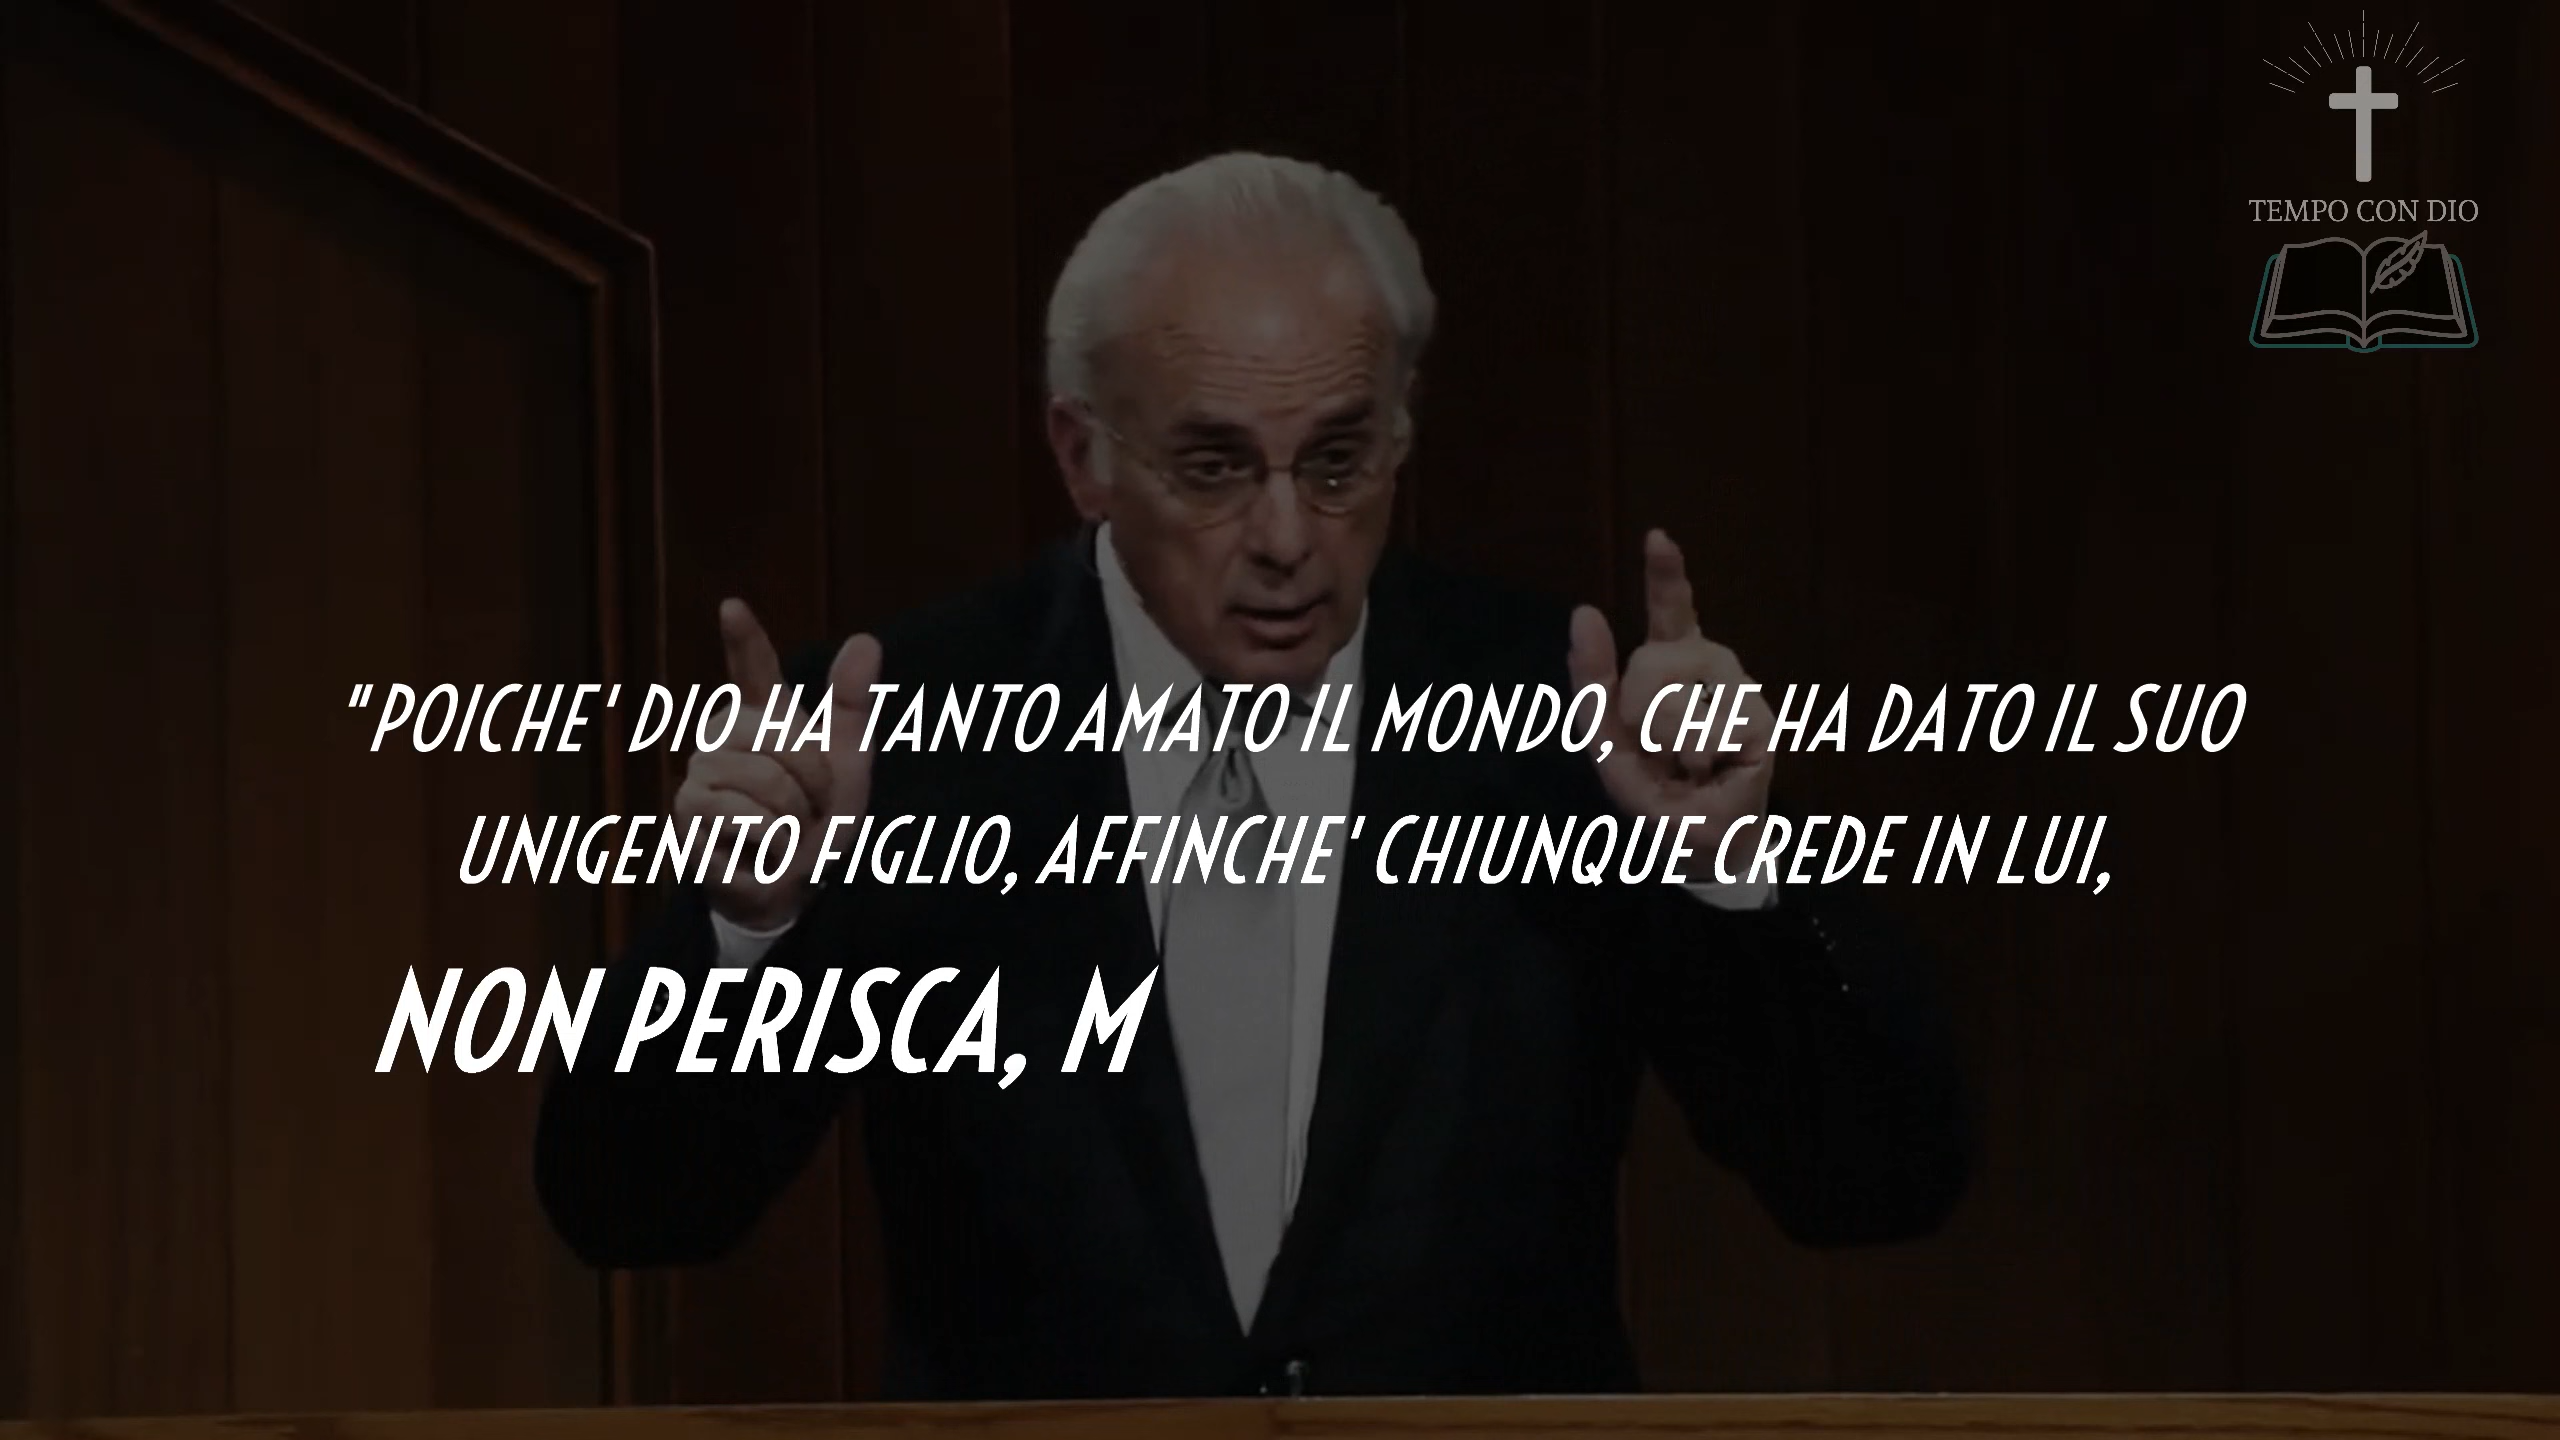 TEMPO CON DIO
"POICHE' DIO HA TANTO AMATO IL MONDO, CHE HA DATO IL SUO
UNIGENITO FIGLIO, AFFINCHE' CHIUNQUE CREDE IN LUI,
NON PERISCA, M